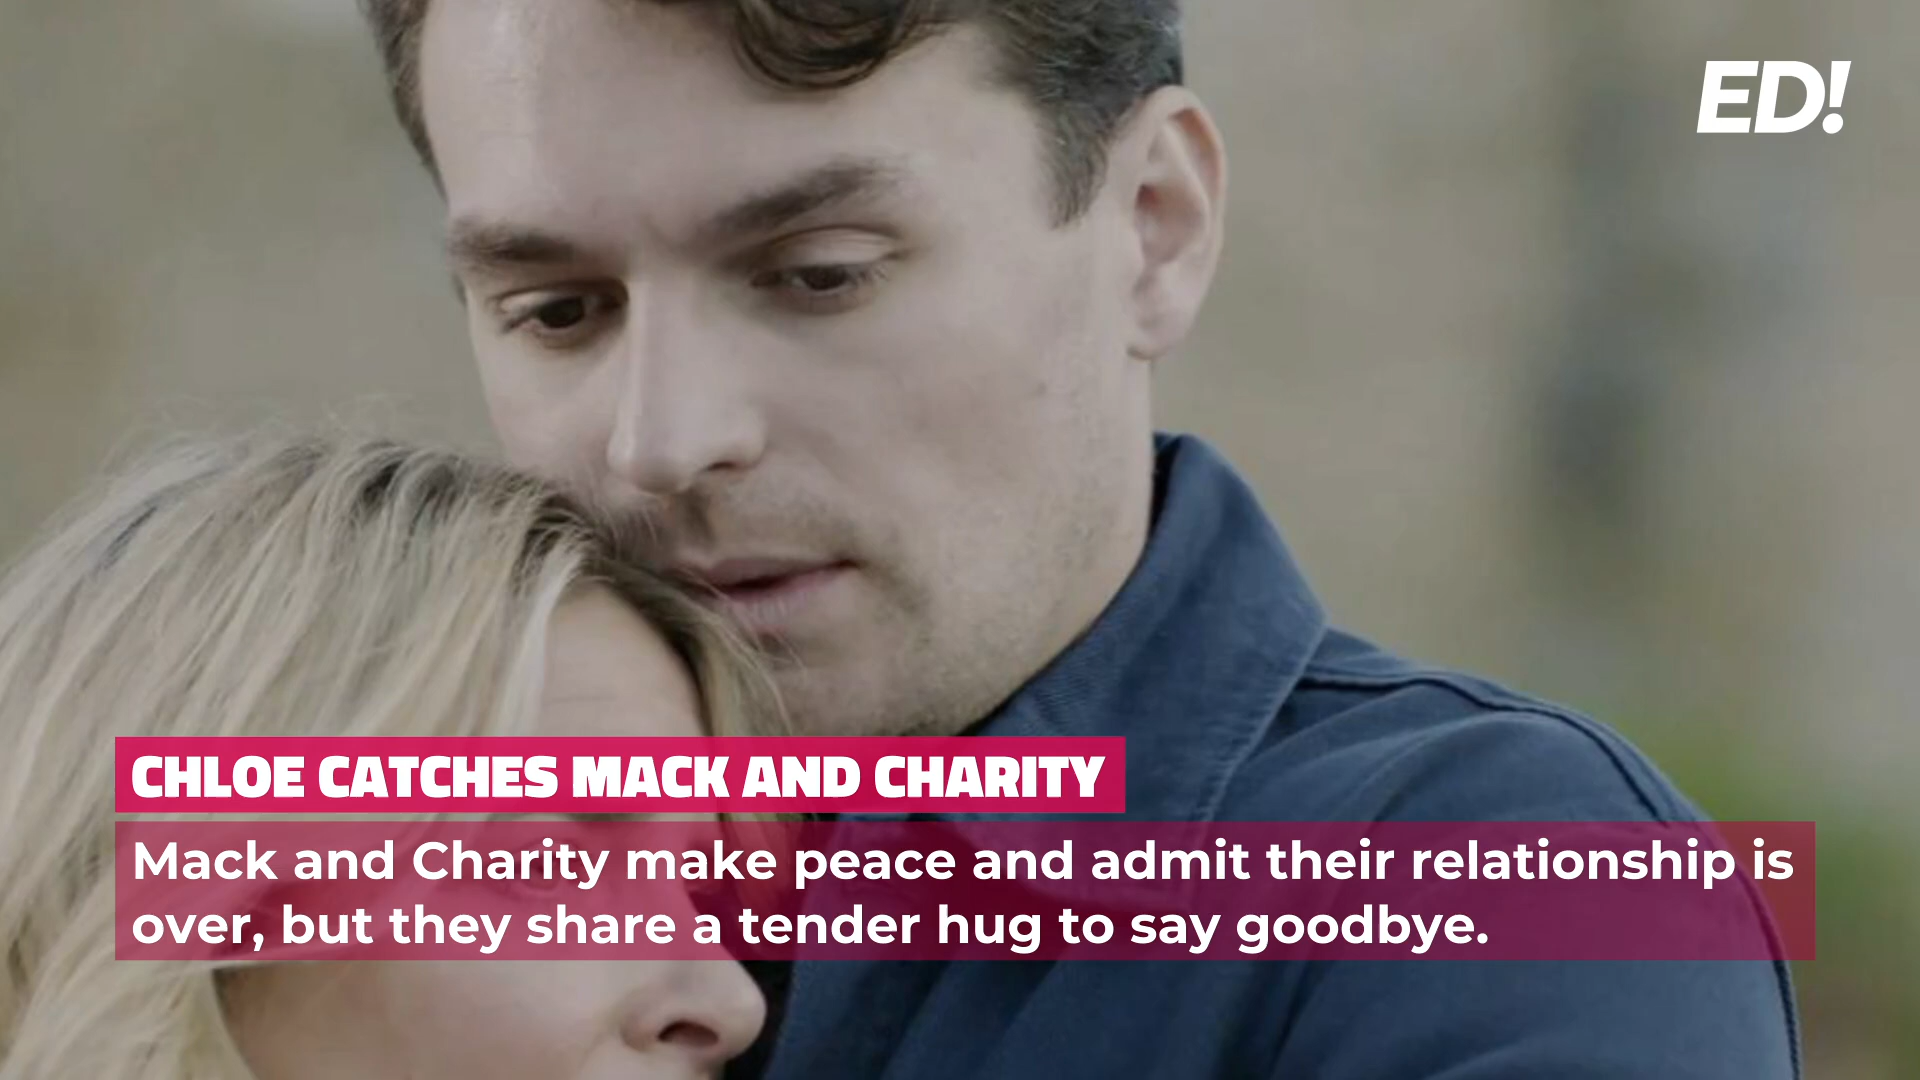 ED!
CHLOE CATCHES MACK AND CHARITY
Mack and Charity make peace and admit their relationship is
over, but they share a tender hug to say goodbye.